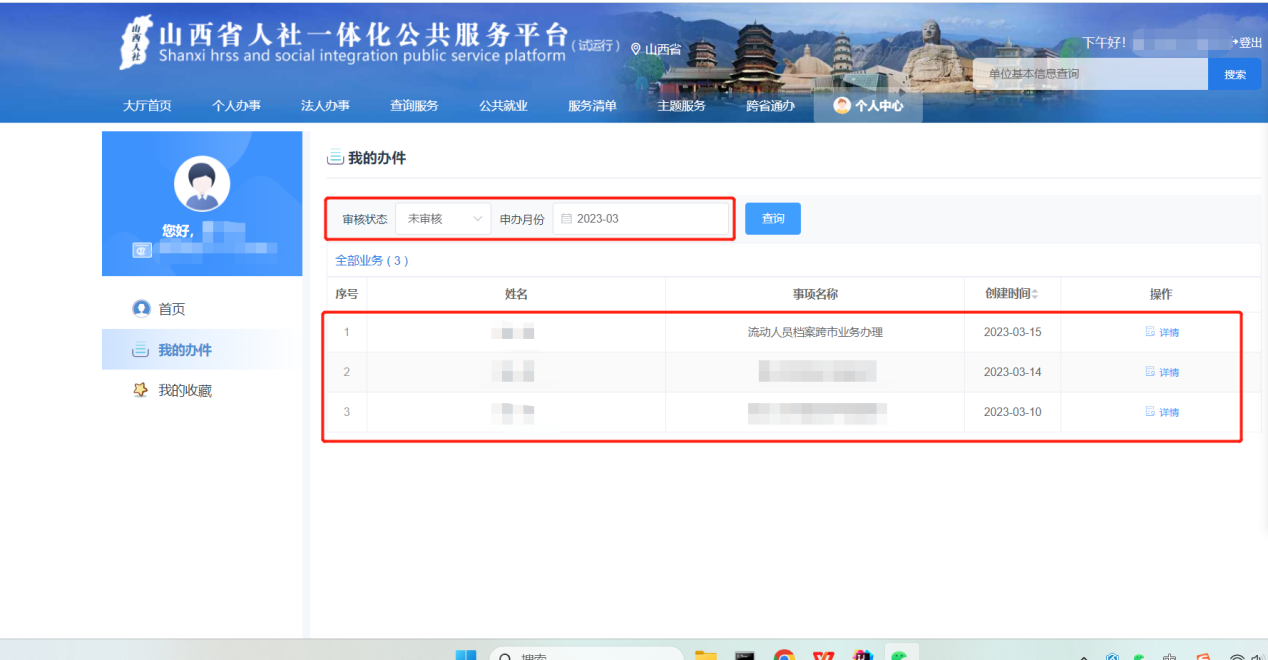 山西人社
山西省人社一体化公共服务平台(试运行) 山西省
Shanxi hrss and social integration public service platform
下午好! 登出
单位基本信息查询 搜索
大厅首页 个人办事 法人办事 查询服务 公共就业 服务清单 主题服务 跨省通办 个人中心
您好,
首页
我的办件
我的收藏
我的办件
审核状态 未审核 申办月份 2023-03 查询
全部业务 ( 3 )
序号 姓名 事项名称 创建时间 操作
1 流动人员档案跨市业务办理 2023-03-15 详情
2 2023-03-14 详情
3 2023-03-10 详情
搜索